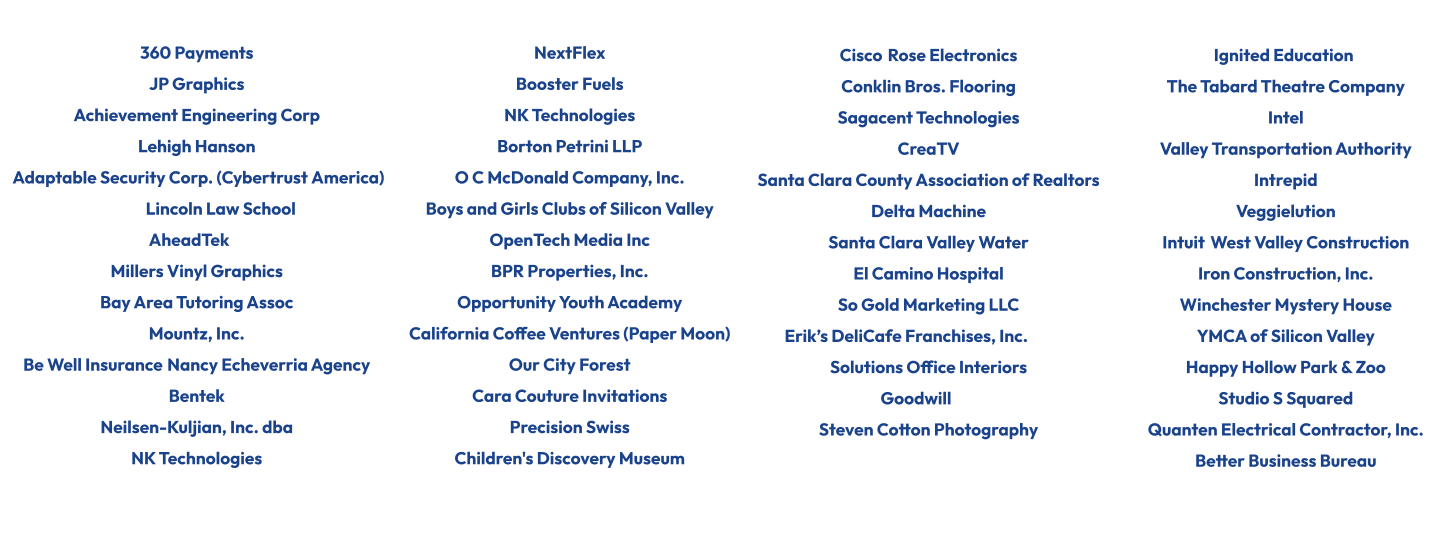 360 Payments
JP Graphics
Achievement Engineering Corp
Lehigh Hanson
Adaptable Security Corp. (Cybertrust America)
Lincoln Law School
AheadTek
Millers Vinyl Graphics
Bay Area Tutoring Assoc
Mountz, Inc.
Be Well Insurance Nancy Echeverria Agency
Bentek
Neilsen-Kuljian, Inc. dba
NK Technologies
NextFlex
Booster Fuels
NK Technologies
Borton Petrini LLP
O C McDonald Company, Inc.
Boys and Girls Clubs of Silicon Valley
OpenTech Media Inc
BPR Properties, Inc.
Opportunity Youth Academy
California Coffee Ventures (Paper Moon)
Our City Forest
Cara Couture Invitations
Precision Swiss
Children's Discovery Museum
Cisco Rose Electronics
Conklin Bros. Flooring
Sagacent Technologies
CreaTV
Santa Clara County Association of Realtors
Delta Machine
Santa Clara Valley Water
El Camino Hospital
So Gold Marketing LLC
Erik’s DeliCafe Franchises, Inc.
Solutions Office Interiors
Goodwill
Steven Cotton Photography
Ignited Education
The Tabard Theatre Company
Intel
Valley Transportation Authority
Intrepid
Veggielution
Intuit West Valley Construction
Iron Construction, Inc.
Winchester Mystery House
YMCA of Silicon Valley
Happy Hollow Park & Zoo
Studio S Squared
Quanten Electrical Contractor, Inc.
Better Business Bureau